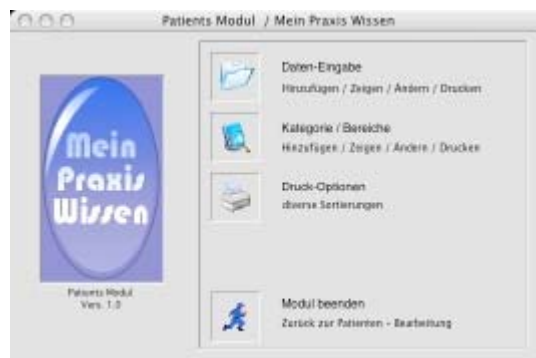 Patients Modul / Mein Praxis Wissen
Mein
Praxis
Wissen
Patients Modul
Vers. 1.0
Daten-Eingabe
Hinzufügen / Zeigen / Ändern / Drucken
Kategorie / Bereiche
Hinzufügen / Zeigen / Ändern / Drucken
Druck-Optionen
diverse Sortierungen
Modul beenden
Zurück zur Patienten - Bearbeitung